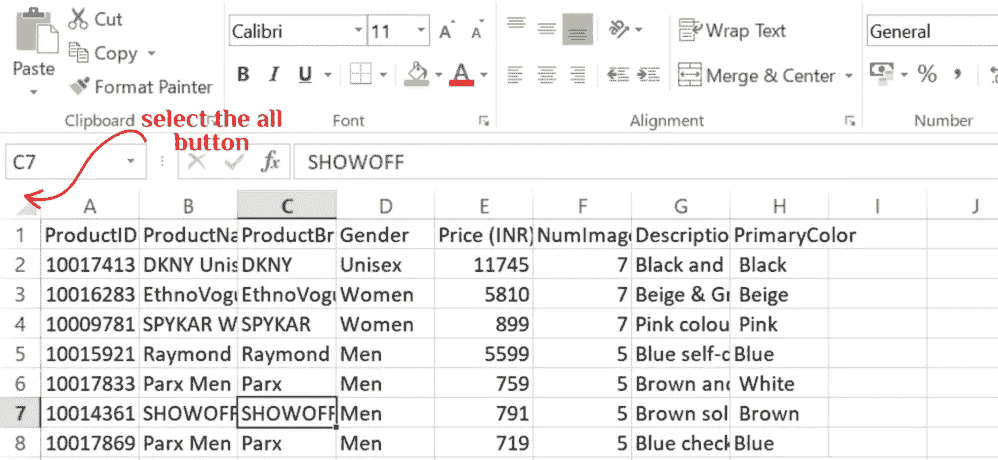 Cut
Copy
Paste
Format Painter
Clipboard
Calibri 11 A A
B I U A
Font
Wrap Text
Merge & Center
Alignment
General
% ,
Number
select the all
button
C7 fx SHOWOFF
A B C D E F G H I J
1 ProductID ProductNa ProductBr Gender Price (INR) NumImage Descriptio PrimaryColor
2 10017413 DKNY Unis DKNY Unisex 11745 7 Black and Black
3 10016283 EthnoVogu EthnoVogu Women 5810 7 Beige & Gr Beige
4 10009781 SPYKAR W SPYKAR Women 899 7 Pink colou Pink
5 10015921 Raymond Raymond Men 5599 5 Blue self-c Blue
6 10017833 Parx Men Parx Men 759 5 Brown and White
7 10014361 SHOWOFF SHOWOFF Men 791 5 Brown sol Brown
8 10017869 Parx Men Parx Men 719 5 Blue check Blue